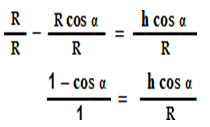 R/R − R cos α/R = h cos α/R
1 − cos α/1 = h cos α/R